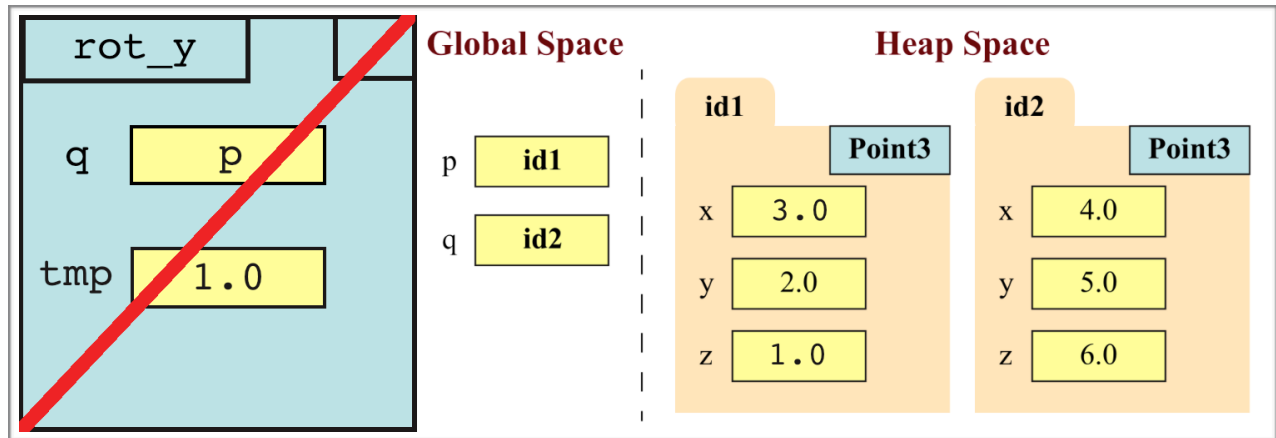 rot_y
q p
tmp 1.0
Global Space
p id1
q id2
Heap Space
id1
Point3
x 3.0
y 2.0
z 1.0
id2
Point3
x 4.0
y 5.0
z 6.0